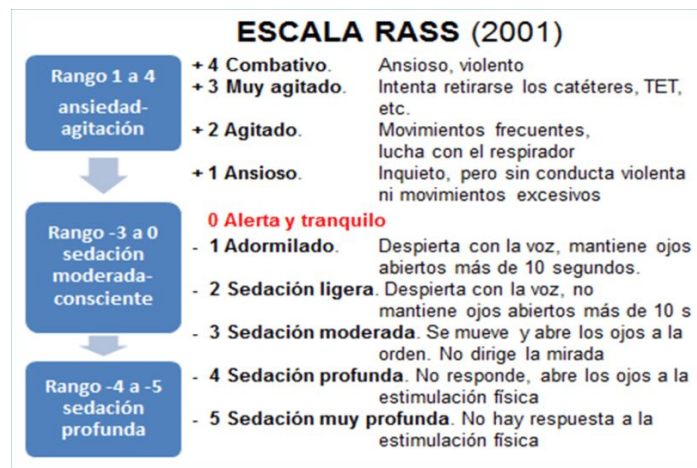 ESCALA RASS (2001)
Rango 1 a 4
ansiedad-
agitación
+ 4 Combativo. Ansioso, violento
+ 3 Muy agitado. Intenta retirarse los catéteres, TET,
etc.
+ 2 Agitado. Movimientos frecuentes,
lucha con el respirador
+ 1 Ansioso. Inquieto, pero sin conducta violenta
ni movimientos excesivos
Rango -3 a 0
sedación
moderada-
consciente
0 Alerta y tranquilo
- 1 Adormilado. Despierta con la voz, mantiene ojos
abiertos más de 10 segundos.
- 2 Sedación ligera. Despierta con la voz, no
mantiene ojos abiertos más de 10 s
- 3 Sedación moderada. Se mueve y abre los ojos a la
orden. No dirige la mirada
Rango -4 a -5
sedación
profunda
- 4 Sedación profunda. No responde, abre los ojos a la
estimulación física
- 5 Sedación muy profunda. No hay respuesta a la
estimulación física